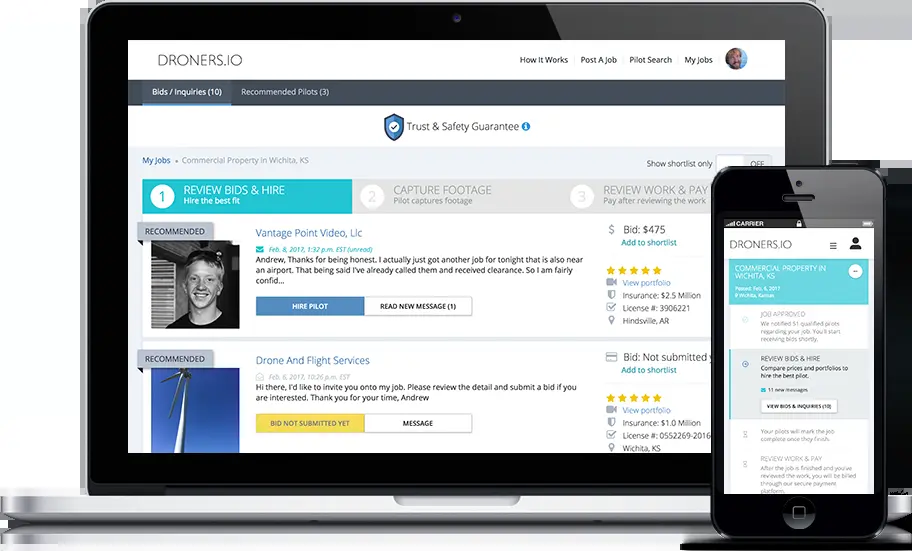 DRONERS.IO
How It Works
Post A Job
Pilot Search
My Jobs
Bids / Inquiries (10)
Recommended Pilots (3)
Trust & Safety Guarantee
My Jobs • Commercial Property In Wichita, KS
Show shortlist only
OFF
1 REVIEW BIDS & HIRE
Hire the best fit
2 CAPTURE FOOTAGE
Pilot captures footage
3 REVIEW WORK & PAY
Pay after reviewing the work
RECOMMENDED
Vantage Point Video, Llc
Feb. 8, 2017, 1:32 p.m. EST (unread)
Andrew, Thanks for being honest. I actually just got another job for tonight that is also near
an airport. That being said I've already called them and received clearance. So I am fairly
confid...
HIRE PILOT
READ NEW MESSAGE (1)
$ Bid: $475
Add to shortlist
View portfolio
Insurance: $2.5 Million
License #: 3906221
Hindsville, AR
RECOMMENDED
Drone And Flight Services
Feb. 6, 2017, 10:26 p.m. EST
Hi there, I'd like to invite you onto my job. Please review the detail and submit a bid if you
are interested. Thank you for your time, Andrew
BID NOT SUBMITTED YET
MESSAGE
Bid: Not submitted y
Add to shortlist
View portfolio
Insurance: $1.0 Million
License #: 0552269-2016
Wichita, KS
CARRIER
DRONERS.IO
COMMERCIAL PROPERTY IN
WICHITA, KS
Posted: Feb. 6, 2017
Wichita, Kansas
JOB APPROVED
We notified 51 qualified pilots
regarding your job. You'll start
receiving bids shortly.
REVIEW BIDS & HIRE
Compare prices and portfolios to
hire the best pilot.
11 new messages
VIEW BIDS & INQUIRIES (10)
Your pilots will mark the job
complete once they finish.
REVIEW WORK & PAY
After the job is finished and you've
reviewed the work, you will be billed
through our secure payment
platform.